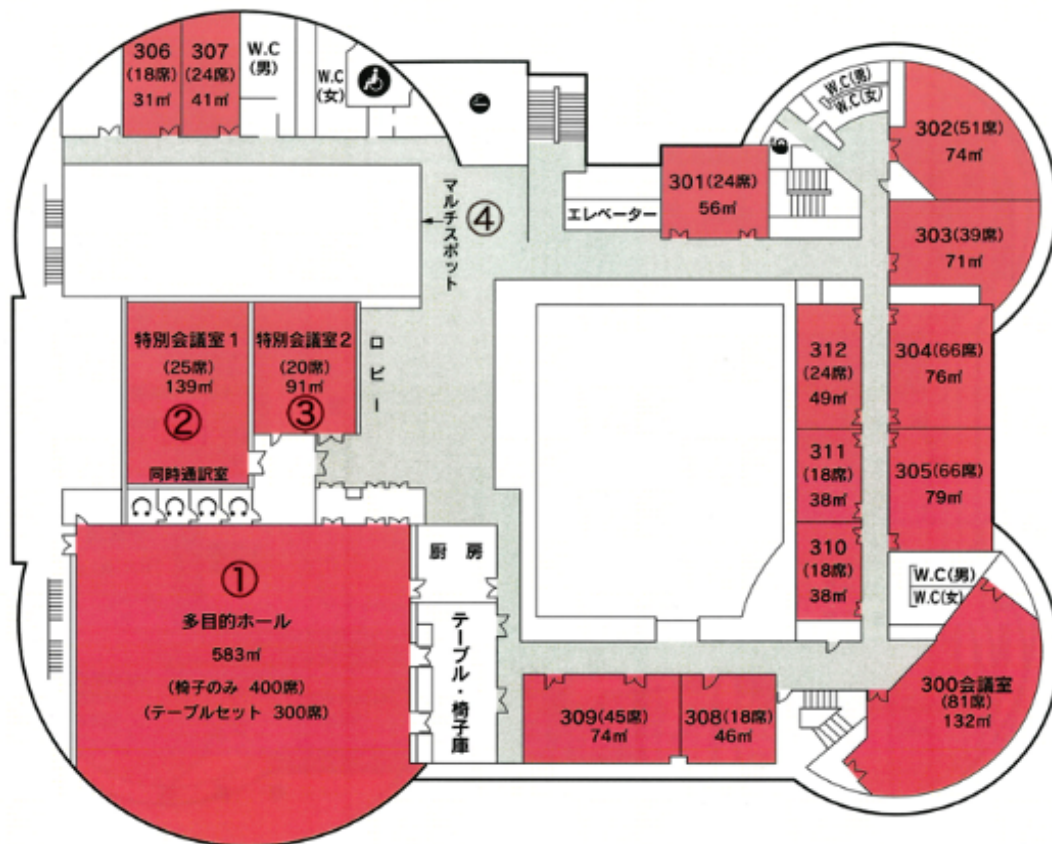 306
(18席)
31㎡
307
(24席)
41㎡
W.C
(男)
W.C
(女)
W.C(男)
W.C(女)
302(51席)
74㎡
301(24席)
56㎡
エレベーター
マルチスポット
④
303(39席)
71㎡
特別会議室1
(25席)
139㎡
②
同時通訳室
特別会議室2
(20席)
91㎡
③
ロビー
312
(24席)
49㎡
304(66席)
76㎡
311
(18席)
38㎡
305(66席)
79㎡
310
(18席)
38㎡
W.C(男)
W.C(女)
①
多目的ホール
583㎡
(椅子のみ 400席)
(テーブルセット 300席)
厨房
テーブル・椅子庫
309(45席)
74㎡
308(18席)
46㎡
300会議室
(81席)
132㎡